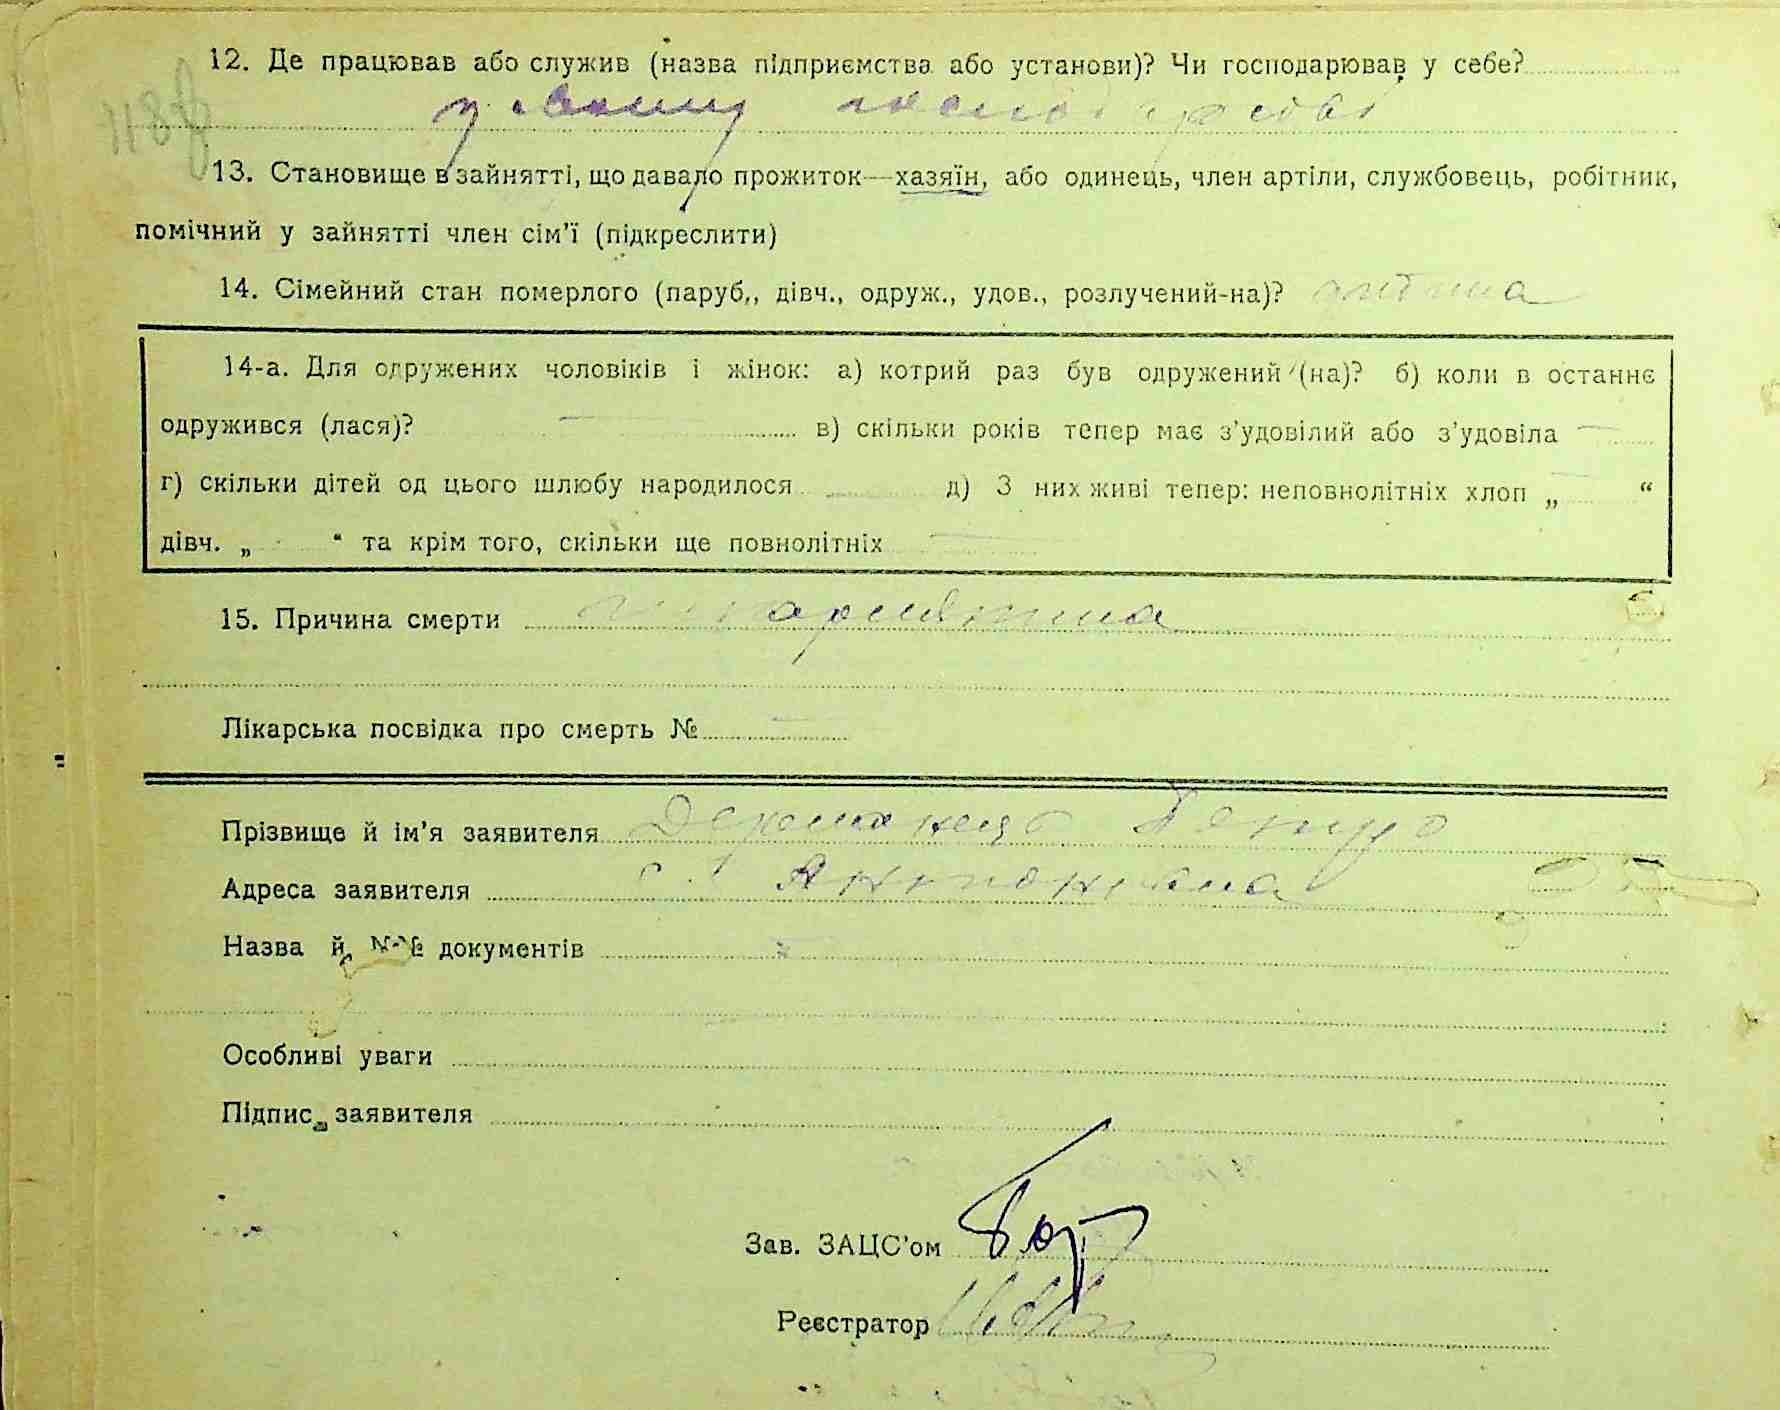 12. Де працював або служив (назва підприємства або установи)? Чи господарював у себе?
у своему господарстві
13. Становище в зайнятті, що давало прожиток—хазяїн, або одинець, член артіли, службовець, робітник,
помічний у зайнятті член сім’ї (підкреслити)
14. Сімейний стан померлого (паруб., дівч., одруж., удов., розлучений-на)? дитина
14-а. Для одружених чоловіків і жінок: а) котрий раз був одружений (на)? б) коли в останнє
одружився (лася)? в) скільки років тепер має з’удовілий або з’удовіла
г) скільки дітей од цього шлюбу народилося д) З них живі тепер: неповнолітніх хлоп „ “
дівч. „ “ та крім того, скільки ще повнолітніх
15. Причина смерти
Лікарська посвідка про смерть №
Прізвище й ім’я заявителя
Адреса заявителя с.
Назва й №№ документів
Особливі уваги
Підпис заявителя
Зав. ЗАЦС’ом
Реєстратор